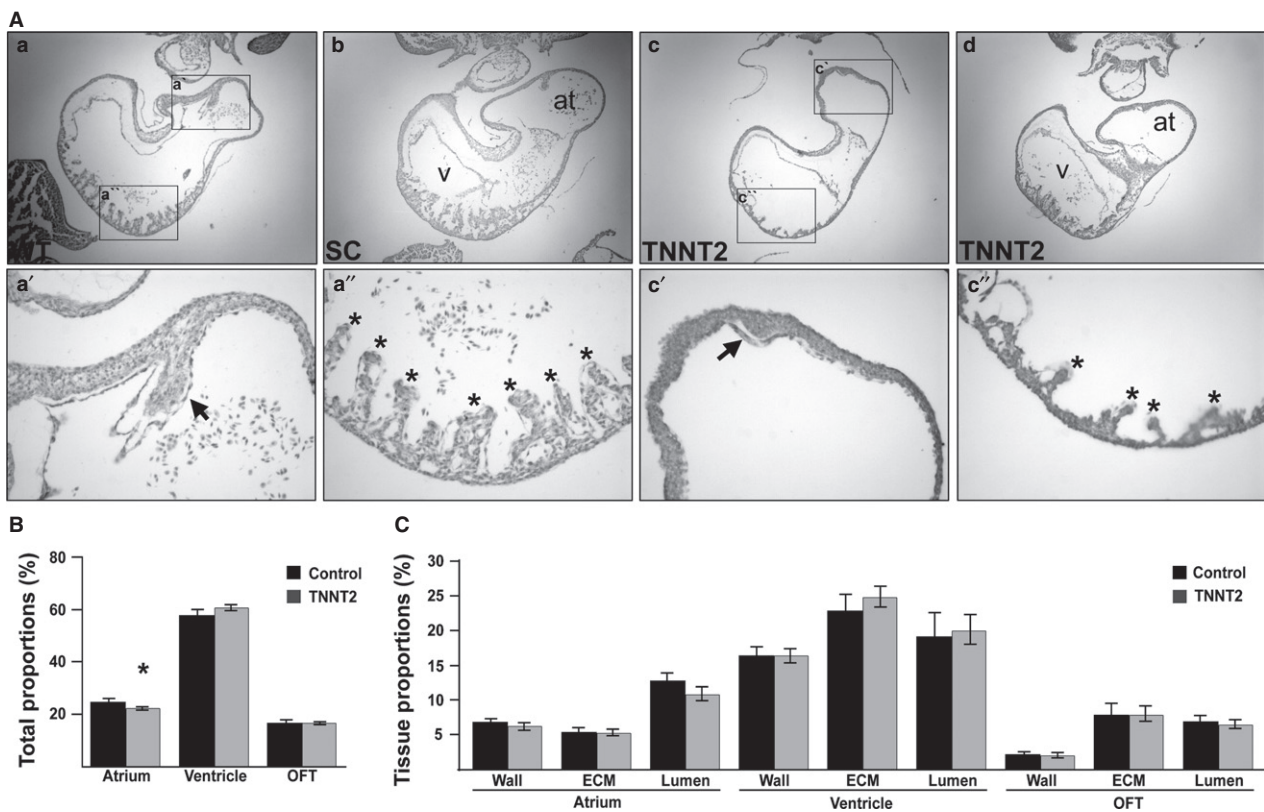 A
a b c d
a` c` at at
v v
a`` c``
WT SC TNNT2 TNNT2
a′ a″ c′ c″
* * * * * * *
* * * *
B C
80
60
40
20
Total proportions (%)
Control
TNNT2
*
Atrium Ventricle OFT
30
25
20
15
10
5
Tissue proportions (%)
Control
TNNT2
Wall ECM Lumen Wall ECM Lumen Wall ECM Lumen
Atrium Ventricle OFT